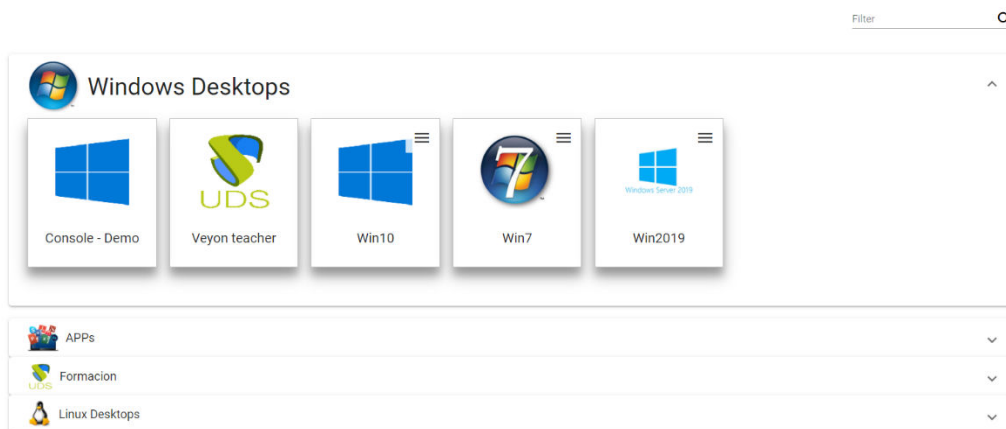 Filter
Windows Desktops
UDS
7
Windows Server 2019
Console - Demo
Veyon teacher
Win10
Win7
Win2019
APPs
UDS
Formacion
Linux Desktops